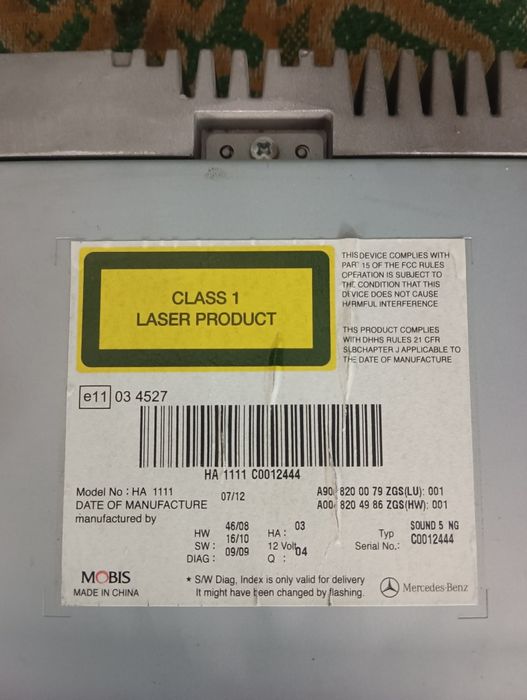 CLASS 1
LASER PRODUCT
THIS DEVICE COMPLIES WITH
PART 15 OF THE FCC RULES
OPERATION IS SUBJECT TO
THE CONDITION THAT THIS
DEVICE DOES NOT CAUSE
HARMFUL INTERFERENCE
THIS PRODUCT COMPLIES
WITH DHHS RULES 21 CFR
SUBCHAPTER J APPLICABLE TO
THE DATE OF MANUFACTURE
e11 03 4527
HA 1111 C0012444
Model No : HA 1111
DATE OF MANUFACTURE 07/12
manufactured by
A90 820 00 79 ZGS(LU): 001
A00 820 49 86 ZGS(HW): 001
HW 46/08 HA : 03
SW : 16/10 12 Volt
DIAG : 09/09 Q : 04
Typ SOUND 5 NG
Serial No.: C0012444
MOBIS
MADE IN CHINA
★ S/W Diag, Index is only valid for delivery
It might have been changed by flashing.
Mercedes-Benz